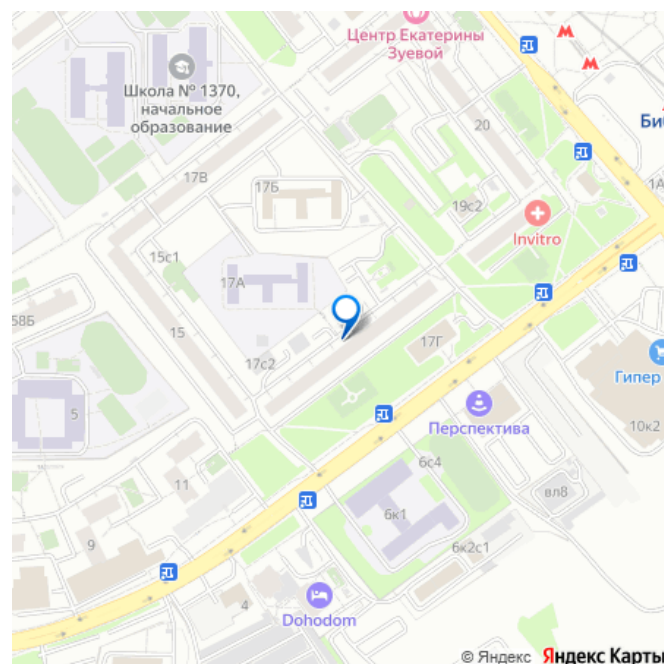 Центр Екатерины
Зуевой
Школа № 1370,
начальное
образование
20
Биб
1А
17В
17Б
19с2
Invitro
15с1
17А
58Б
15
17Г
17с2
Гипер
5
Перспектива
10к2
11
6с4
вл8
6к1
9
6к2с1
4
Dohodom
© Яндекс Яндекс Карты